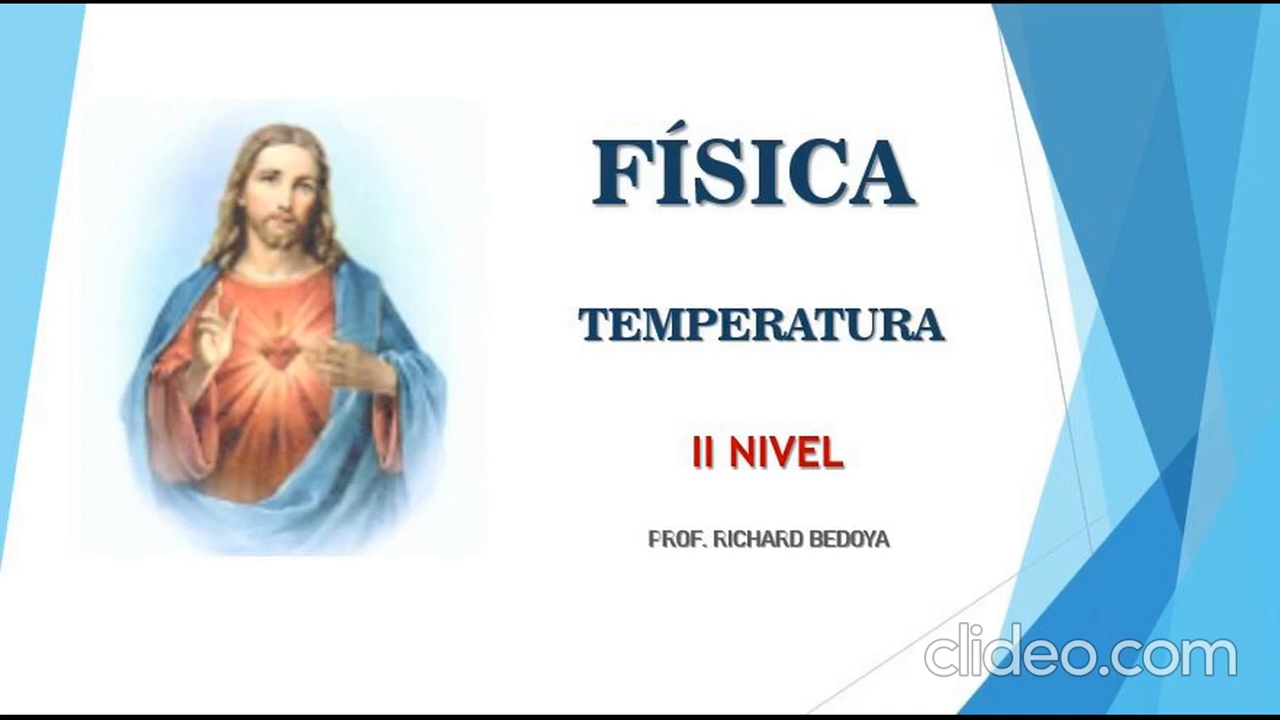 FÍSICA
TEMPERATURA
II NIVEL
PROF. RICHARD BEDOYA
clideo.com